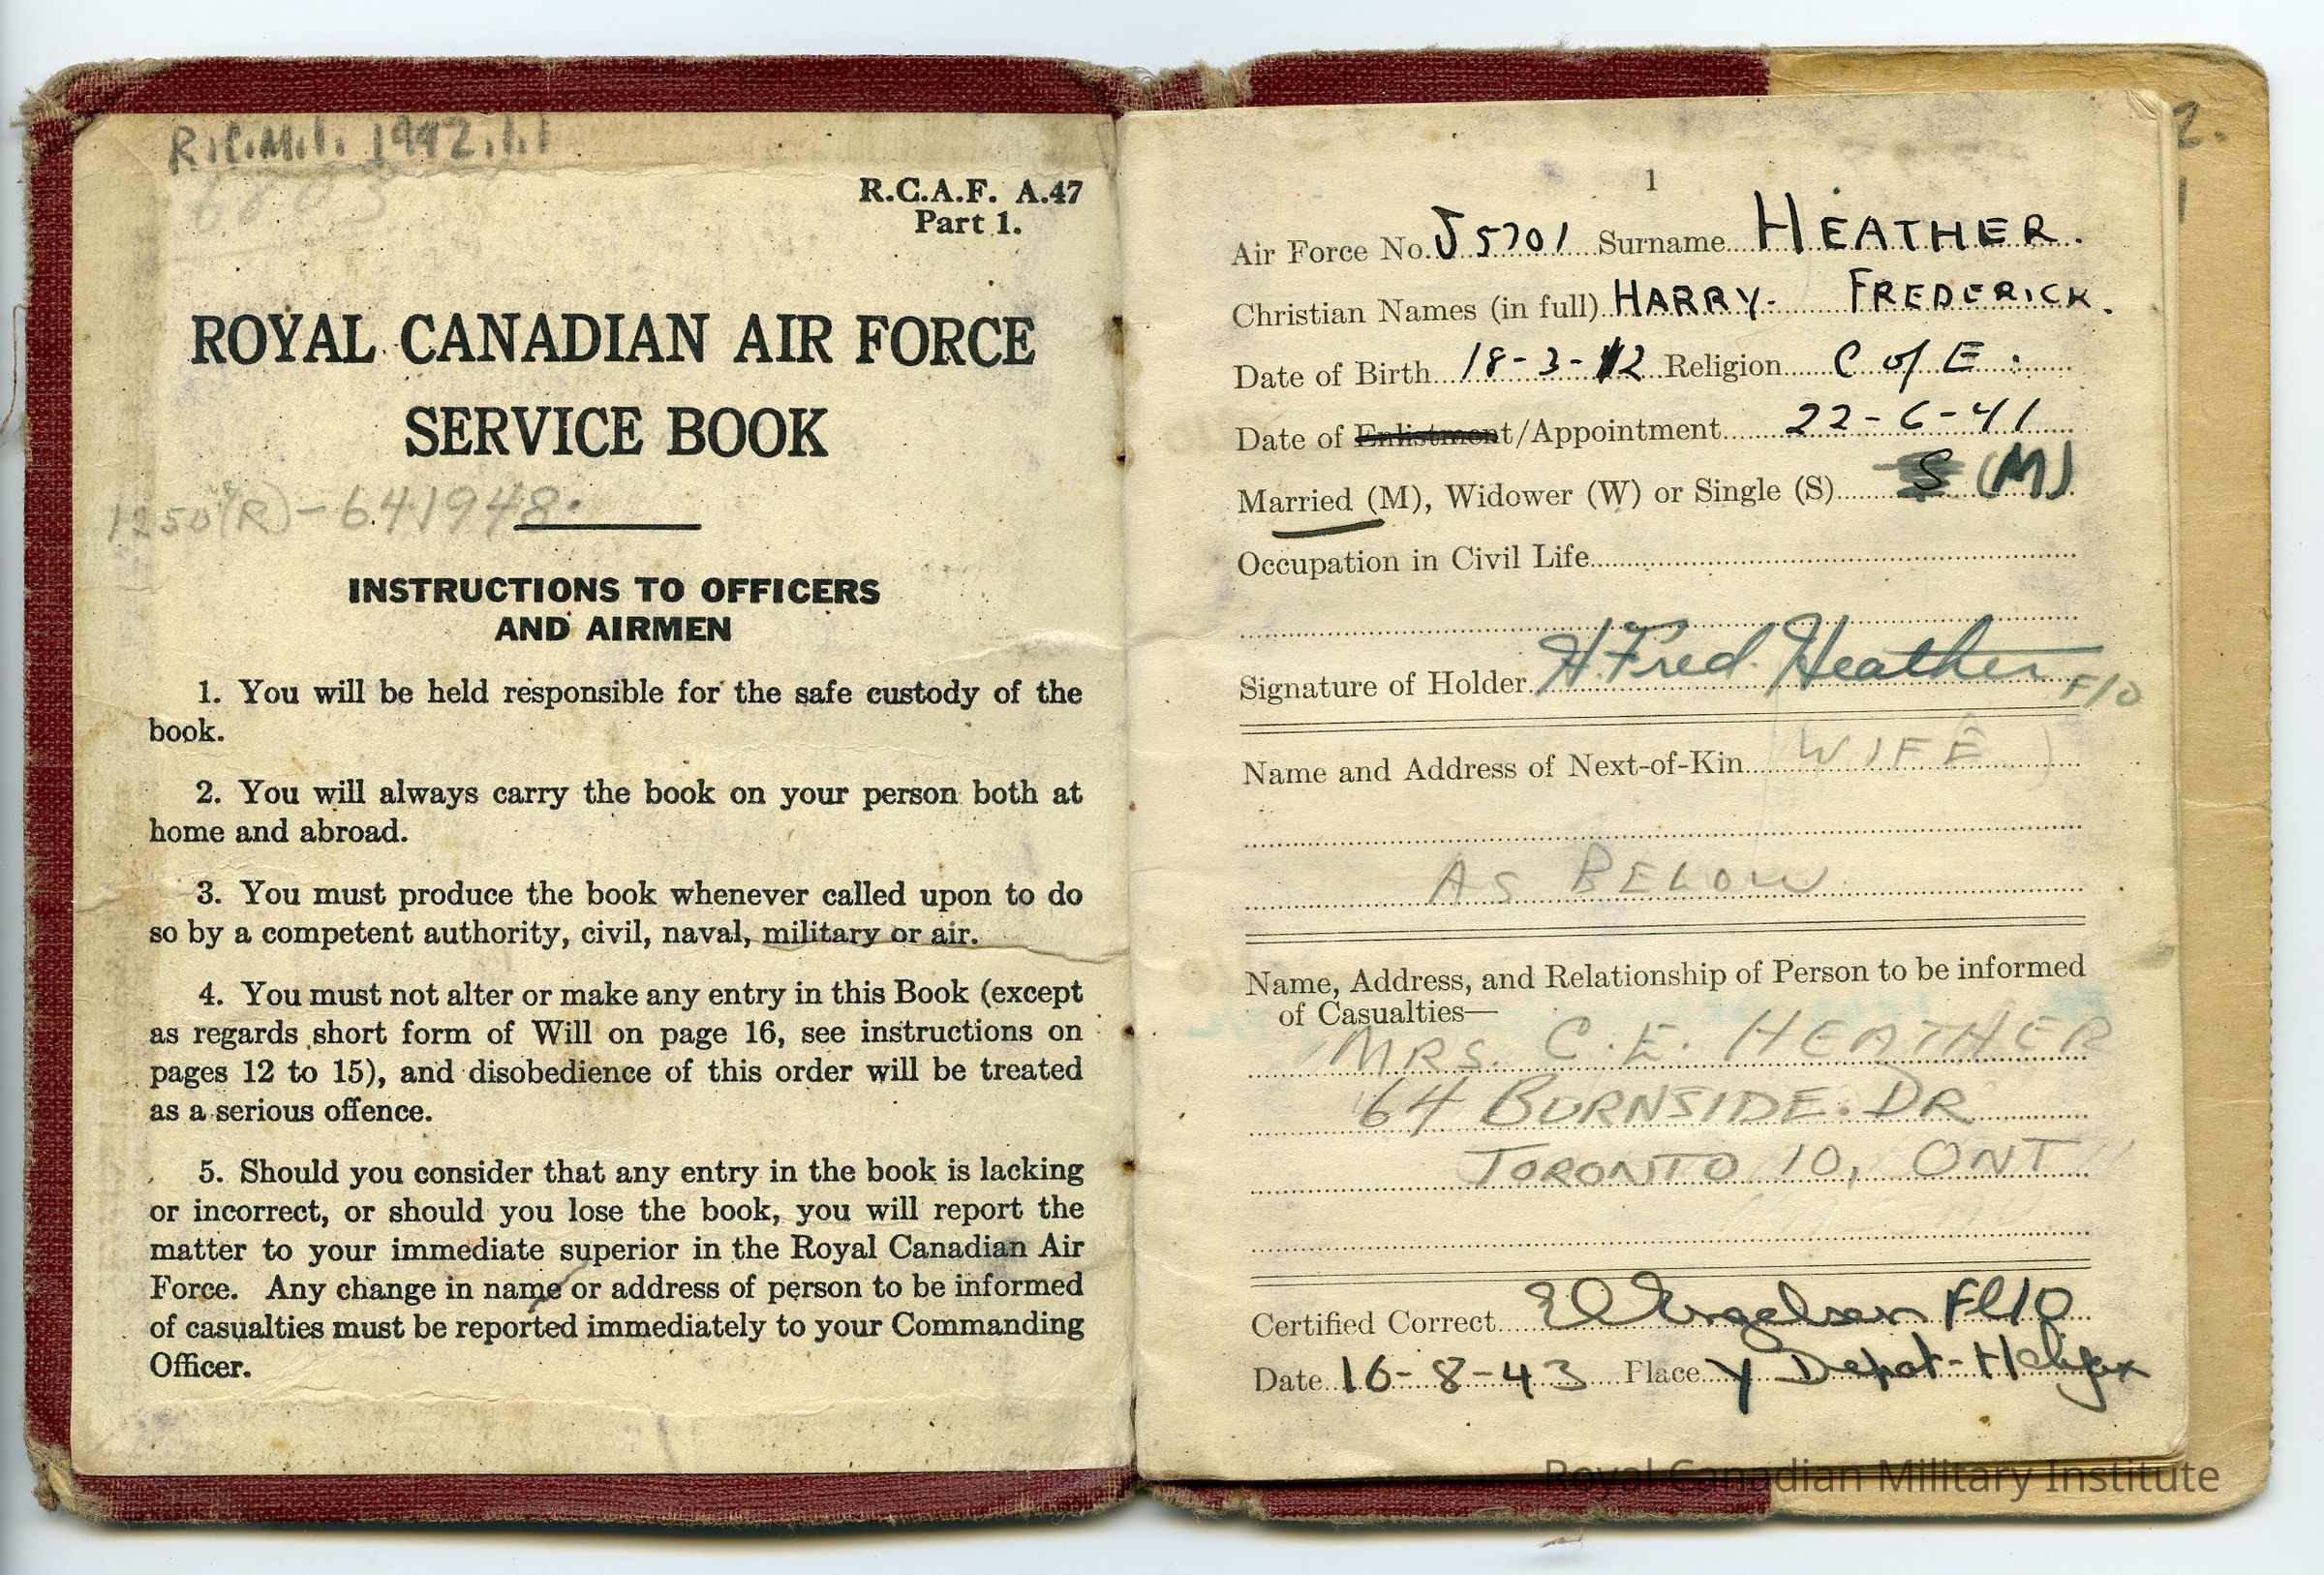 R.C.M.I. 1942.1.1
R.C.A.F. A.47
Part 1.
ROYAL CANADIAN AIR FORCE
SERVICE BOOK
1250 (R) - 641948.
INSTRUCTIONS TO OFFICERS
AND AIRMEN
1. You will be held responsible for the safe custody of the
book.
2. You will always carry the book on your person both at
home and abroad.
3. You must produce the book whenever called upon to do
so by a competent authority, civil, naval, military or air.
4. You must not alter or make any entry in this Book (except
as regards short form of Will on page 16, see instructions on
pages 12 to 15), and disobedience of this order will be treated
as a serious offence.
5. Should you consider that any entry in the book is lacking
or incorrect, or should you lose the book, you will report the
matter to your immediate superior in the Royal Canadian Air
Force. Any change in name or address of person to be informed
of casualties must be reported immediately to your Commanding
Officer.
2.
1
Air Force No. J5701 Surname HEATHER.
Christian Names (in full) HARRY- FREDERICK.
Date of Birth 18-3-12 Religion C of E.
Date of Enlistment/Appointment 22-6-41
Married (M), Widower (W) or Single (S) S (M)
Occupation in Civil Life
Signature of Holder H. Fred. Heather F/O
Name and Address of Next-of-Kin (WIFE)
AS BELOW
Name, Address, and Relationship of Person to be informed
of Casualties—
MRS. C.E. HEATHER
64 BURNSIDE DR
TORONTO 10, ONT
Certified Correct Fl/O
Date 16-8-43 Place Y Depot-Halifax
Royal Canadian Military Institute